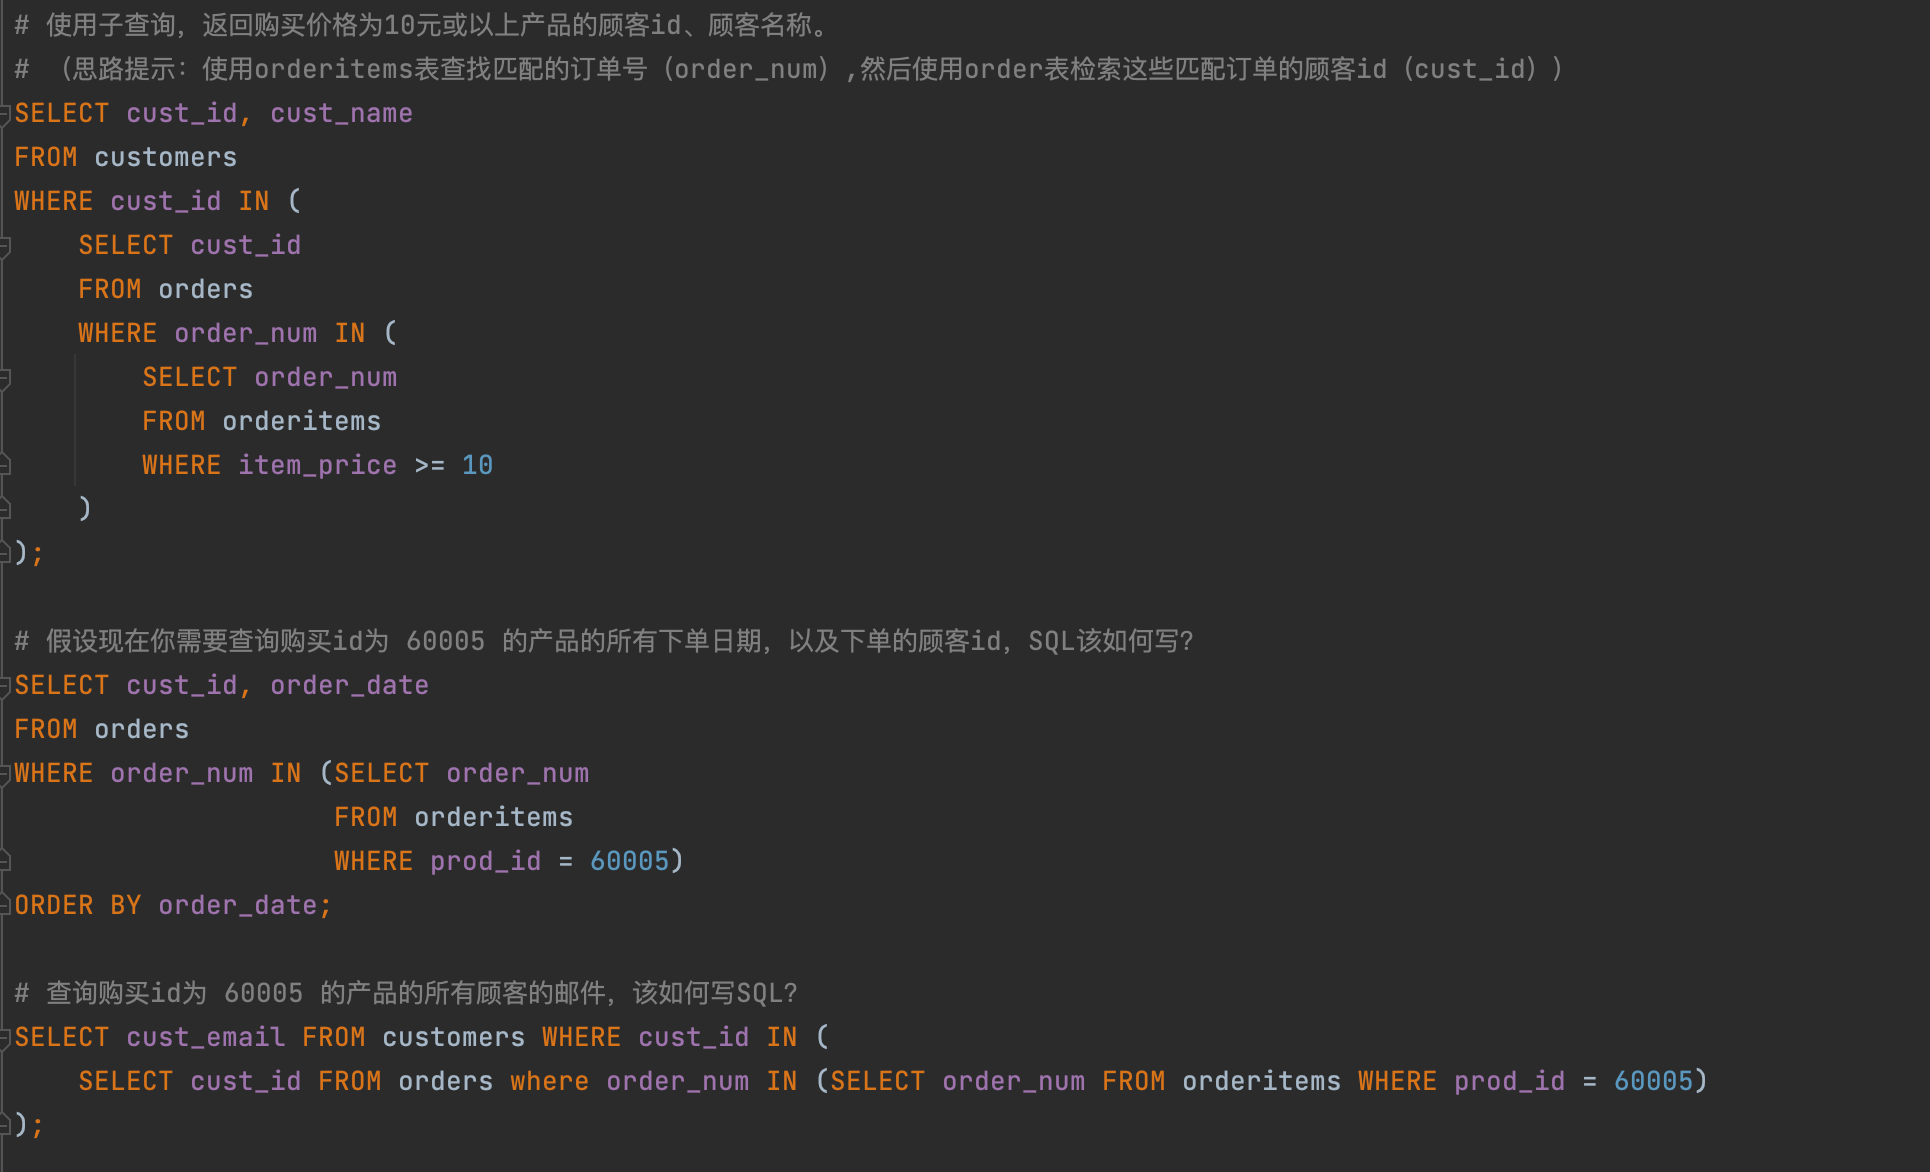 # 使用子查询，返回购买价格为10元或以上产品的顾客id、顾客名称。
# （思路提示：使用orderitems表查找匹配的订单号（order_num）,然后使用order表检索这些匹配订单的顾客id（cust_id））
SELECT cust_id, cust_name
FROM customers
WHERE cust_id IN (
    SELECT cust_id
    FROM orders
    WHERE order_num IN (
        SELECT order_num
        FROM orderitems
        WHERE item_price >= 10
    )
);
# 假设现在你需要查询购买id为 60005 的产品的所有下单日期，以及下单的顾客id，SQL该如何写？
SELECT cust_id, order_date
FROM orders
WHERE order_num IN (SELECT order_num
                    FROM orderitems
                    WHERE prod_id = 60005)
ORDER BY order_date;
# 查询购买id为 60005 的产品的所有顾客的邮件，该如何写SQL？
SELECT cust_email FROM customers WHERE cust_id IN (
    SELECT cust_id FROM orders where order_num IN (SELECT order_num FROM orderitems WHERE prod_id = 60005)
);